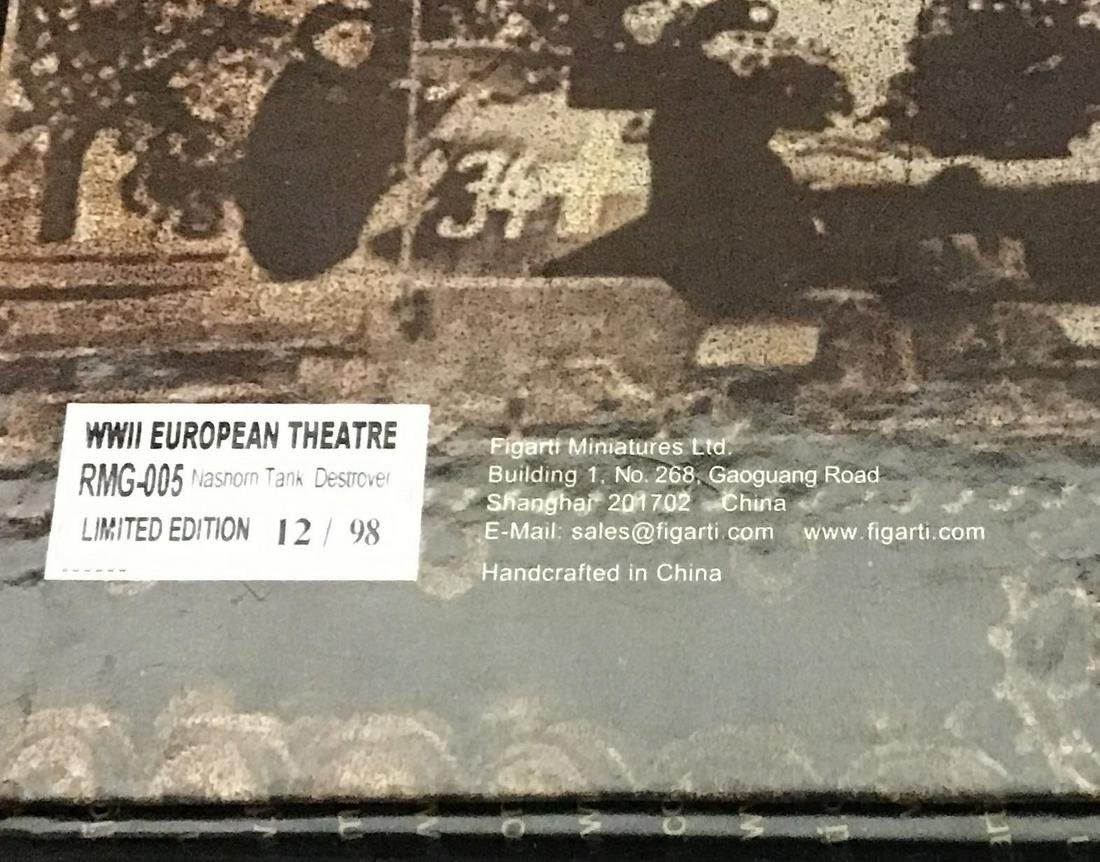 34
WWII EUROPEAN THEATRE
RMG-005 Nashorn Tank Destroyer
LIMITED EDITION 12 / 98
Figarti Miniatures Ltd.
Building 1, No. 268, Gaoguang Road
Shanghai 201702 China
E-Mail: sales@figarti.com www.figarti.com
Handcrafted in China